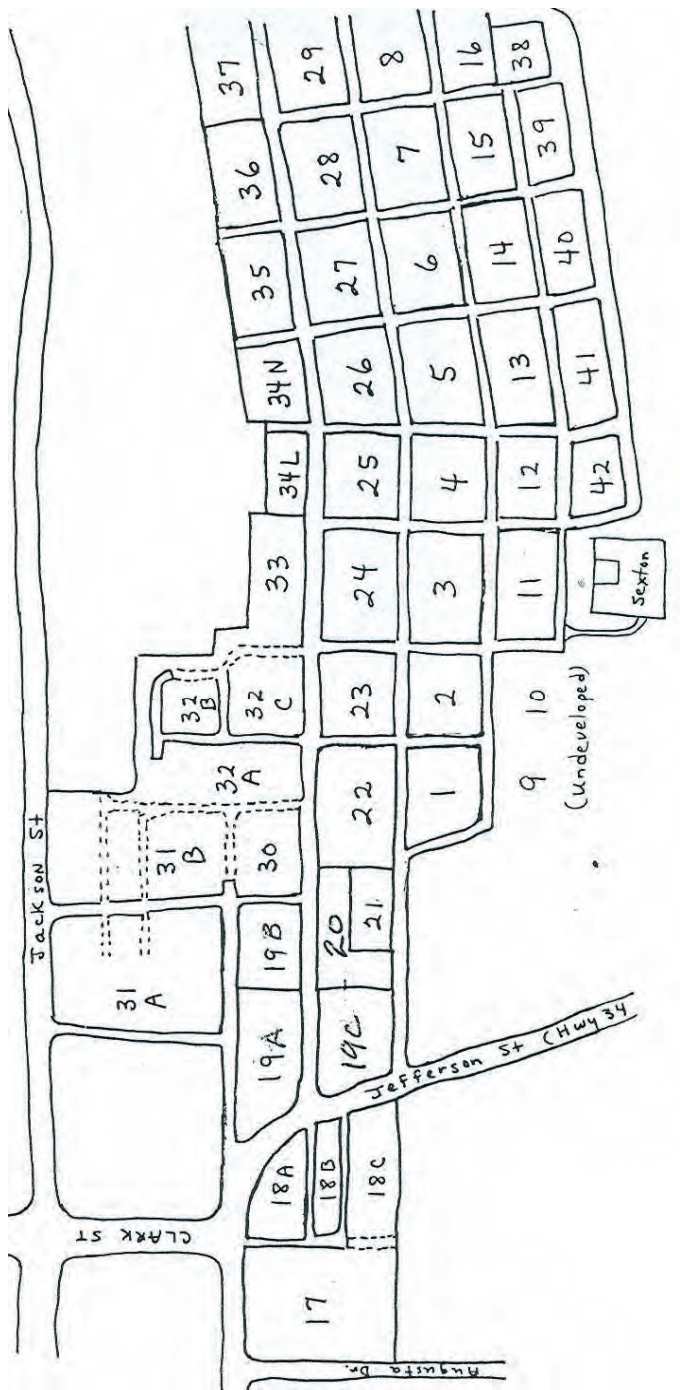 37
29
8
16
38
36
28
7
15
39
35
27
6
14
40
34N
26
5
13
41
34L
25
4
12
42
33
24
3
11
Sexton
32
B
32
C
23
2
10
9
(Undeveloped)
32
A
22
1
31
B
30
Jackson St
31
A
19B
20
21
19A
19C
Jefferson St (Hwy 34
18A
18B
18C
CLARK ST
17
Augusta Dr.